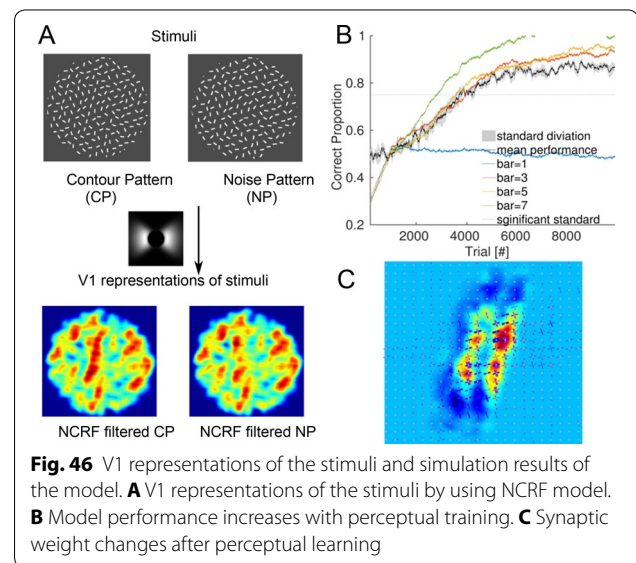 A
Stimuli
Contour Pattern
(CP)
Noise Pattern
(NP)
V1 representations of stimuli
NCRF filtered CP
NCRF filtered NP
B
Correct Proportion
1
0.8
0.6
0.4
0.2
standard diviation
mean performance
bar=1
bar=3
bar=5
bar=7
sginificant standard
2000 4000 6000 8000
Trial [#]
C
Fig. 46 V1 representations of the stimuli and simulation results of
the model. A V1 representations of the stimuli by using NCRF model.
B Model performance increases with perceptual training. C Synaptic
weight changes after perceptual learning